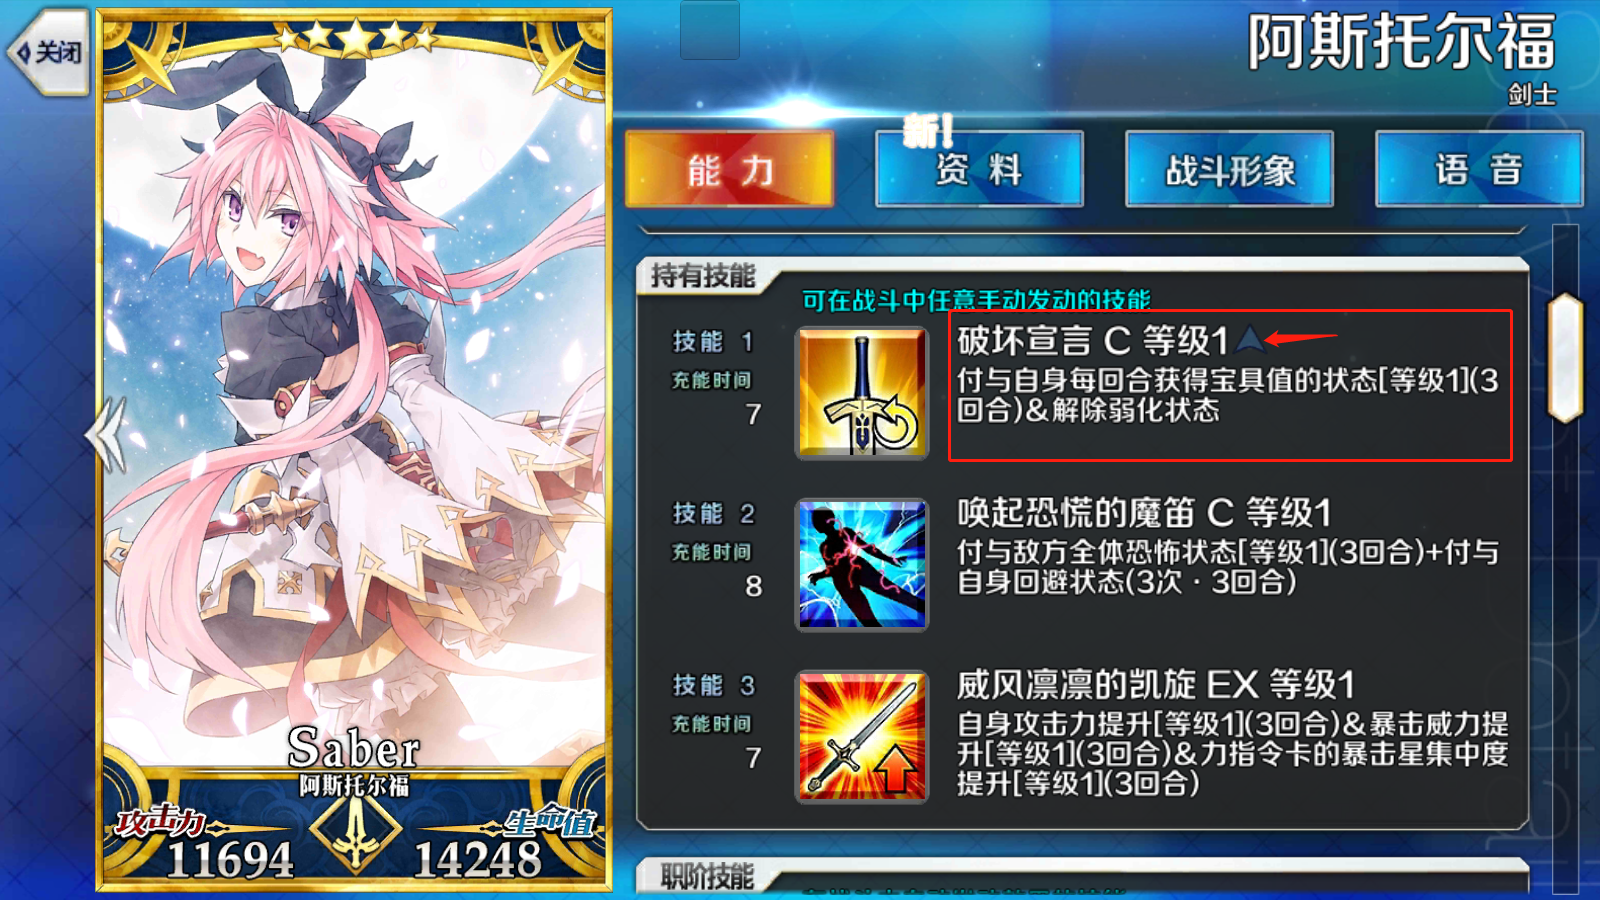 关闭
阿斯托尔福
剑士
能力
新!
资料
战斗形象
语音
持有技能
可在战斗中任意手动发动的技能
技能 1
充能时间
7
破坏宣言 C 等级1
付与自身每回合获得宝具值的状态[等级1](3
回合)&解除弱化状态
技能 2
充能时间
8
唤起恐慌的魔笛 C 等级1
付与敌方全体恐怖状态[等级1](3回合)+付与
自身回避状态(3次·3回合)
技能 3
充能时间
7
威风凛凛的凯旋 EX 等级1
自身攻击力提升[等级1](3回合)&暴击威力提
升[等级1](3回合)&力指令卡的暴击星集中度
提升[等级1](3回合)
Saber
阿斯托尔福
攻击力
11694
生命值
14248
职阶技能